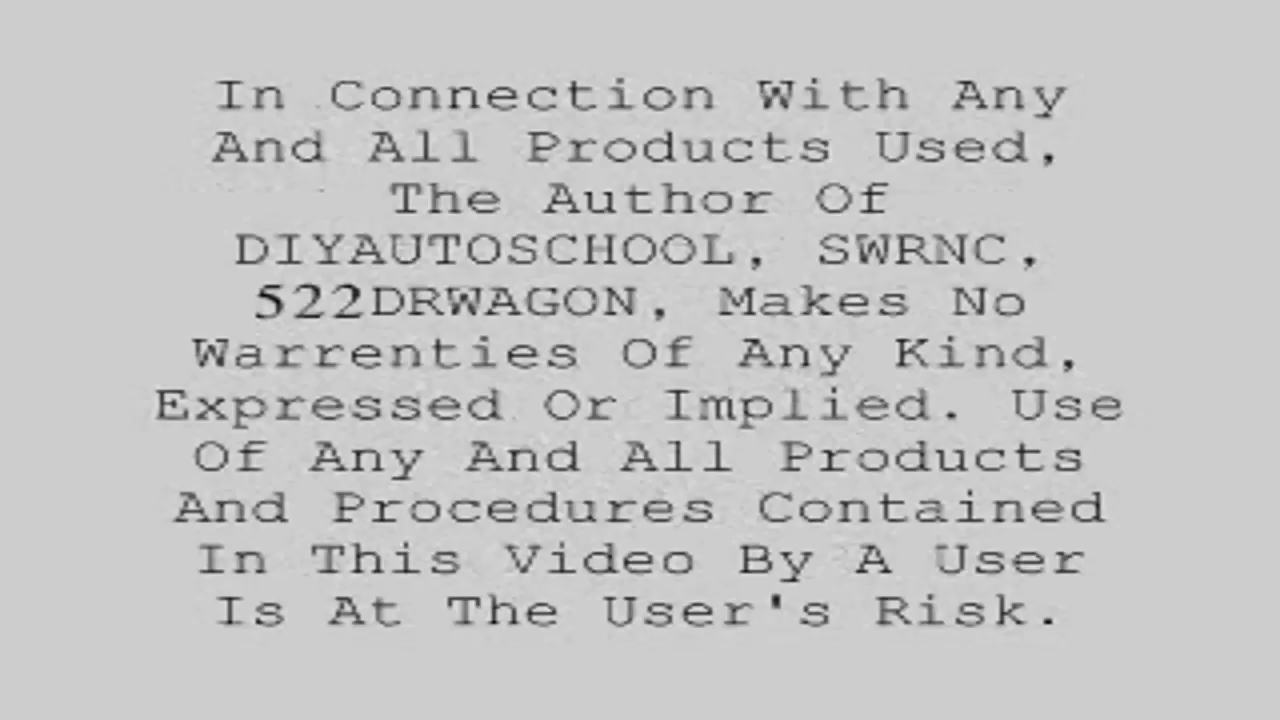 In Connection With Any
And All Products Used,
The Author Of
DIYAUTOSCHOOL, SWRNC,
522DRWAGON, Makes No
Warrenties Of Any Kind,
Expressed Or Implied. Use
Of Any And All Products
And Procedures Contained
In This Video By A User
Is At The User's Risk.